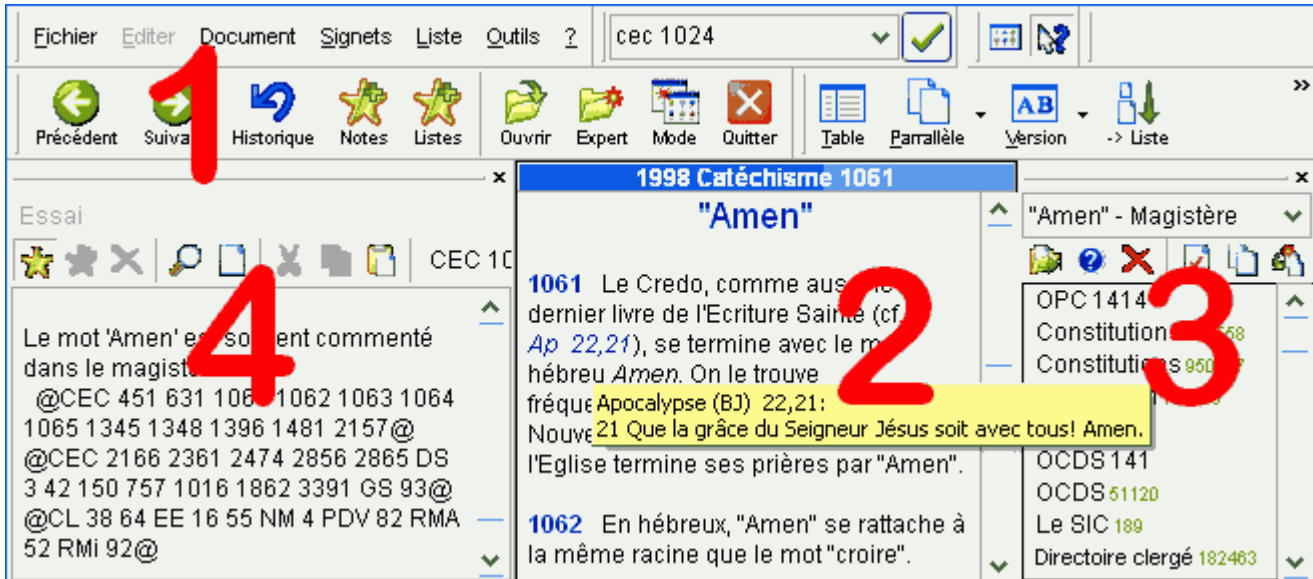 Fichier Editer Document Signets Liste Outils ? cec 1024
1
Précédent Suivant Historique Notes Listes Ouvrir Expert Mode Quitter Table Parrallèle Version -> Liste »
Essai
CEC 10
4
Le mot 'Amen' est souvent commenté
dans le magist
@CEC 451 631 106 1062 1063 1064
1065 1345 1348 1396 1481 2157@
@CEC 2166 2361 2474 2856 2865 DS
3 42 150 757 1016 1862 3391 GS 93@
@CL 38 64 EE 16 55 NM 4 PDV 82 RMA
52 RMi 92@
1998 Catéchisme 1061
"Amen"
2
1061 Le Credo, comme aussi le
dernier livre de l'Ecriture Sainte (cf.
Ap 22,21), se termine avec le m
hébreu Amen. On le trouve
fréque
Nouve
Apocalypse (BJ) 22,21:
21 Que la grâce du Seigneur Jésus soit avec tous! Amen.
l'Eglise termine ses prières par "Amen".
1062 En hébreux, "Amen" se rattache à
la même racine que le mot "croire".
"Amen" - Magistère
3
OPC 1414
Constitutions
Constitutions
OCDS 141
OCDS 51120
Le SIC 189
Directoire clergé 182463